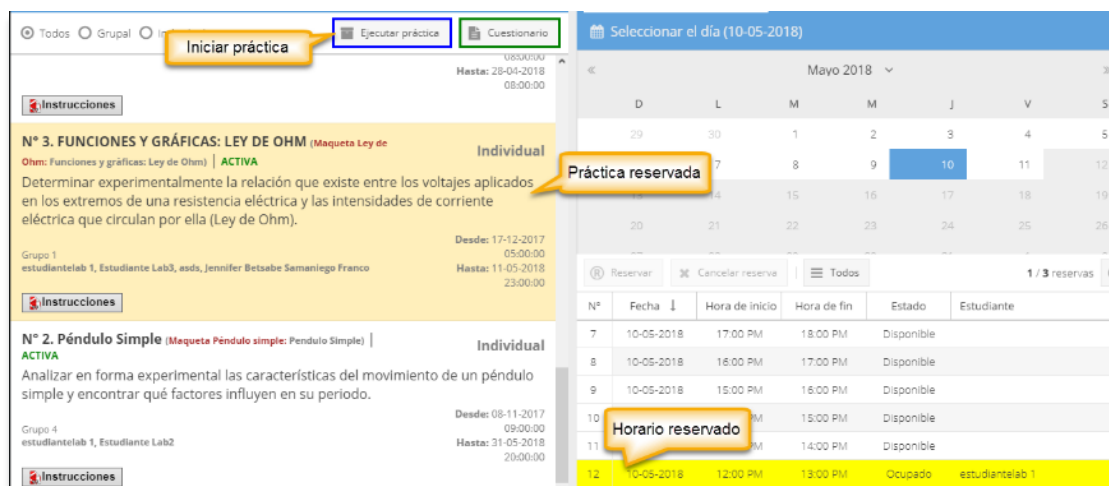 Todos Grupal
Ejecutar práctica
Cuestionario
Iniciar práctica
08:00:00
Hasta: 28-04-2018
08:00:00
Instrucciones
N° 3. FUNCIONES Y GRÁFICAS: LEY DE OHM (Maqueta Ley de
Ohm: Funciones y gráficas: Ley de Ohm) | ACTIVA
Individual
Determinar experimentalmente la relación que existe entre los voltajes aplicados
en los extremos de una resistencia eléctrica y las intensidades de corriente
eléctrica que circulan por ella (Ley de Ohm).
Desde: 17-12-2017
05:00:00
Grupo 1
estudiantelab 1, Estudiante Lab3, asds, Jennifer Betsabe Samaniego Franco
Hasta: 11-05-2018
23:00:00
Instrucciones
Práctica reservada
N° 2. Péndulo Simple (Maqueta Péndulo simple: Pendulo Simple) |
ACTIVA
Individual
Analizar en forma experimental las características del movimiento de un péndulo
simple y encontrar qué factores influyen en su periodo.
Desde: 08-11-2017
09:00:00
Grupo 4
estudiantelab 1, Estudiante Lab2
Hasta: 31-05-2018
20:00:00
Instrucciones
Seleccionar el día (10-05-2018)
« Mayo 2018 »
D L M M J V S
29 30 1 2 3 4 5
7 8 9 10 11 12
13 14 15 16 17 18 19
20 21 22 23 24 25 26
Reservar Cancelar reserva Todos 1 / 3 reservas
N° Fecha ↓ Hora de inicio Hora de fin Estado Estudiante
7 10-05-2018 17:00 PM 18:00 PM Disponible
8 10-05-2018 16:00 PM 17:00 PM Disponible
9 10-05-2018 15:00 PM 16:00 PM Disponible
10 PM 15:00 PM Disponible
11 PM 14:00 PM Disponible
Horario reservado
12 10-05-2018 12:00 PM 13:00 PM Ocupado estudiantelab 1